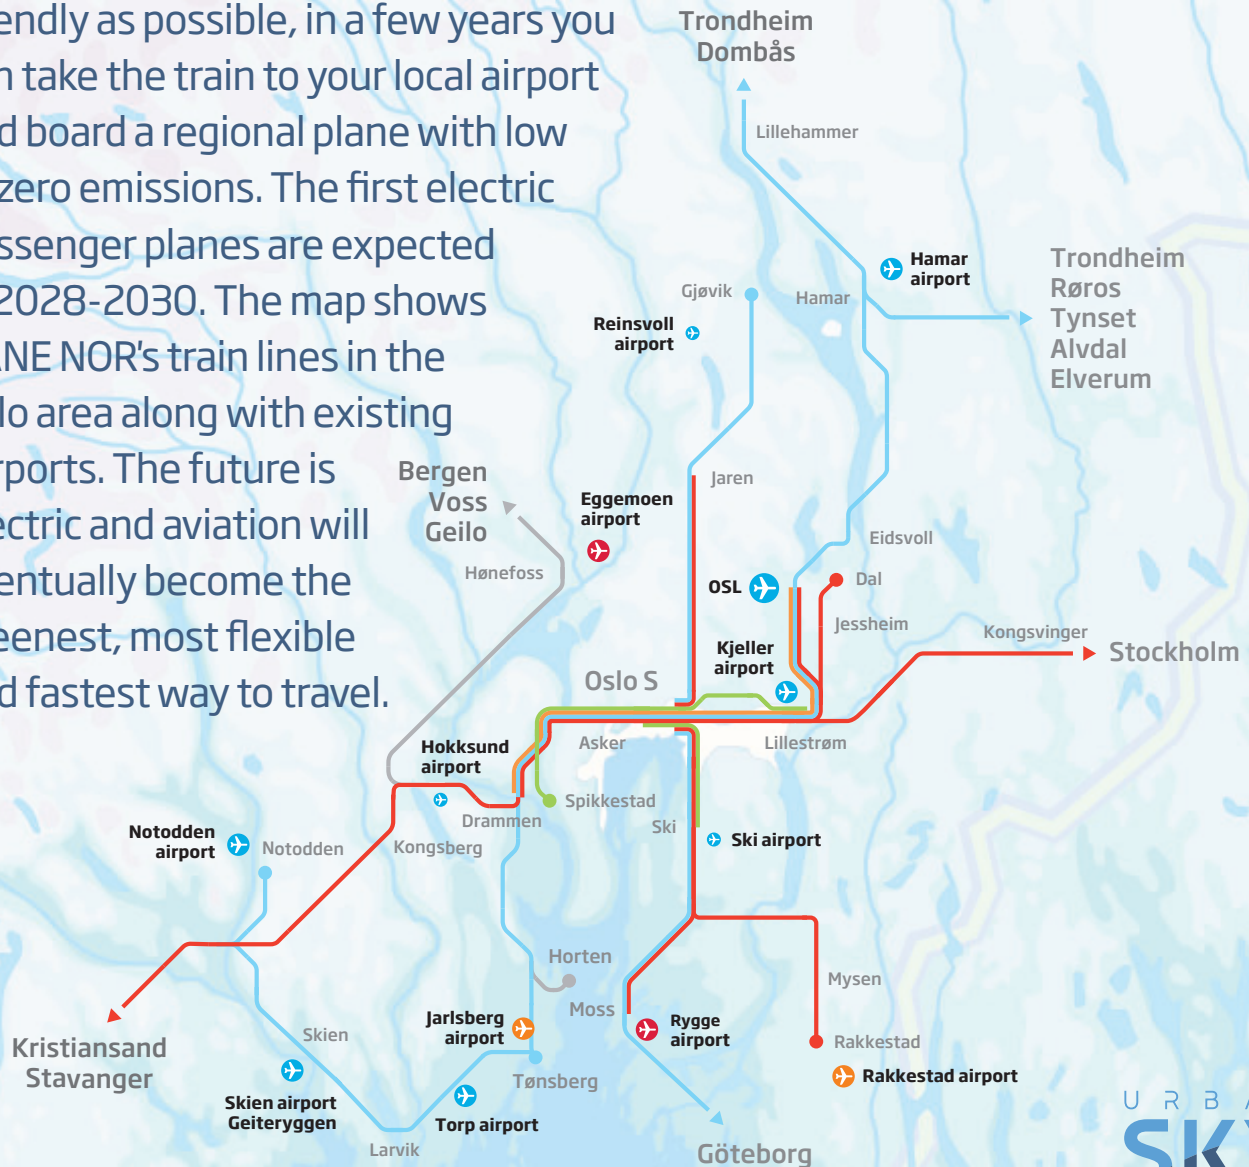 endly as possible, in a few years you
n take the train to your local airport
d board a regional plane with low
zero emissions. The first electric
ssenger planes are expected
2028-2030. The map shows
ANE NOR's train lines in the
lo area along with existing
rports. The future is
ectric and aviation will
entually become the
eenest, most flexible
d fastest way to travel.
Trondheim
Dombås
Lillehammer
Hamar
airport
Trondheim
Røros
Tynset
Alvdal
Elverum
Gjøvik
Hamar
Reinsvoll
airport
Jaren
Bergen
Voss
Geilo
Eggemoen
airport
Hønefoss
Eidsvoll
OSL
Dal
Jessheim
Kongsvinger
Stockholm
Kjeller
airport
Oslo S
Asker
Lillestrøm
Hokksund
airport
Spikkestad
Drammen
Ski
Ski airport
Notodden
airport
Notodden
Kongsberg
Horten
Moss
Mysen
Jarlsberg
airport
Rygge
airport
Rakkestad
Rakkestad airport
Kristiansand
Stavanger
Skien
Tønsberg
Skien airport
Geiteryggen
Torp airport
Larvik
Göteborg
URBA
SKY